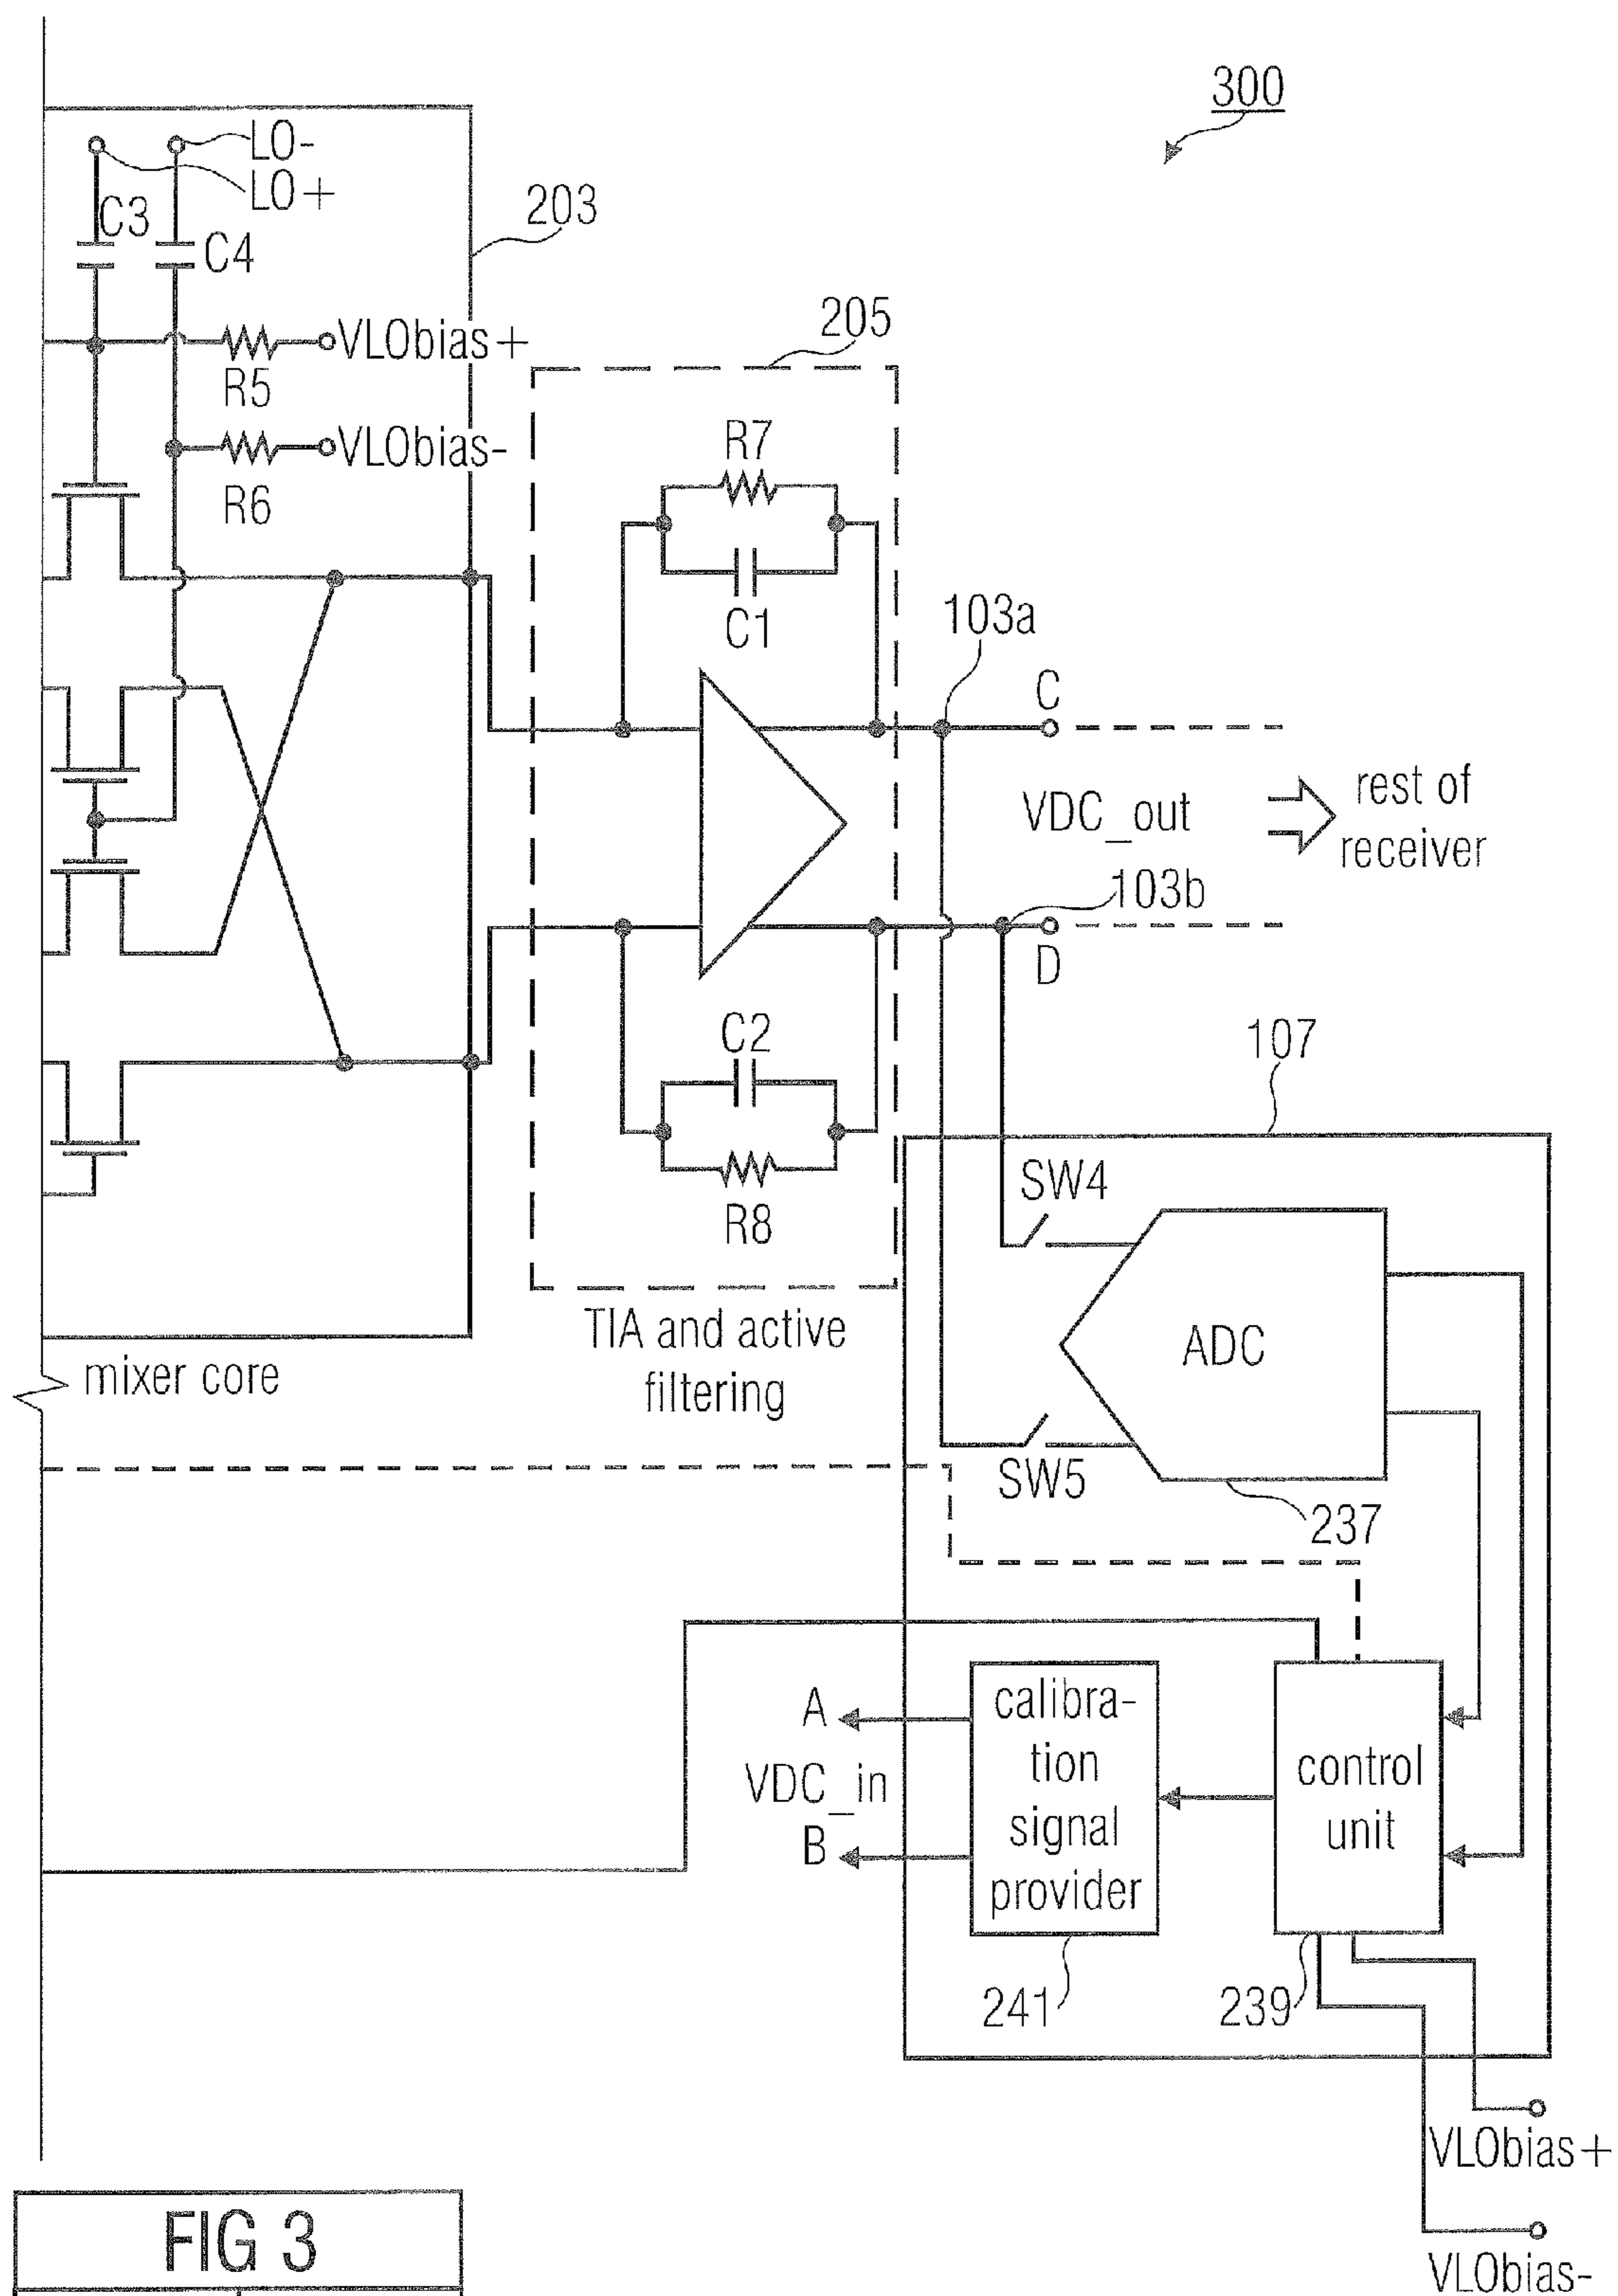 300
LO-
LO+
C3
C4
203
VLObias+
R5
VLObias-
R6
205
R7
C1
103a
C
VDC_out
rest of
receiver
103b
D
C2
R8
107
SW4
ADC
SW5
237
TIA and active
filtering
mixer core
A
VDC_in
B
calibra-
tion
signal
provider
control
unit
241
239
VLObias+
VLObias-
FIG 3